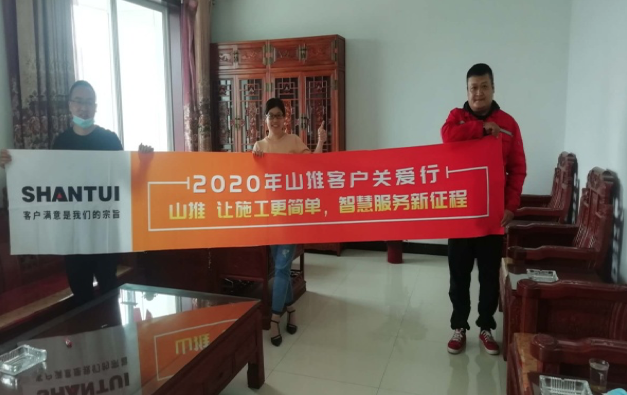 SHANTUI
客户满意是我们的宗旨
2020年山推客户关爱行
山推 让施工更简单，智慧服务新征程
SHANTUI